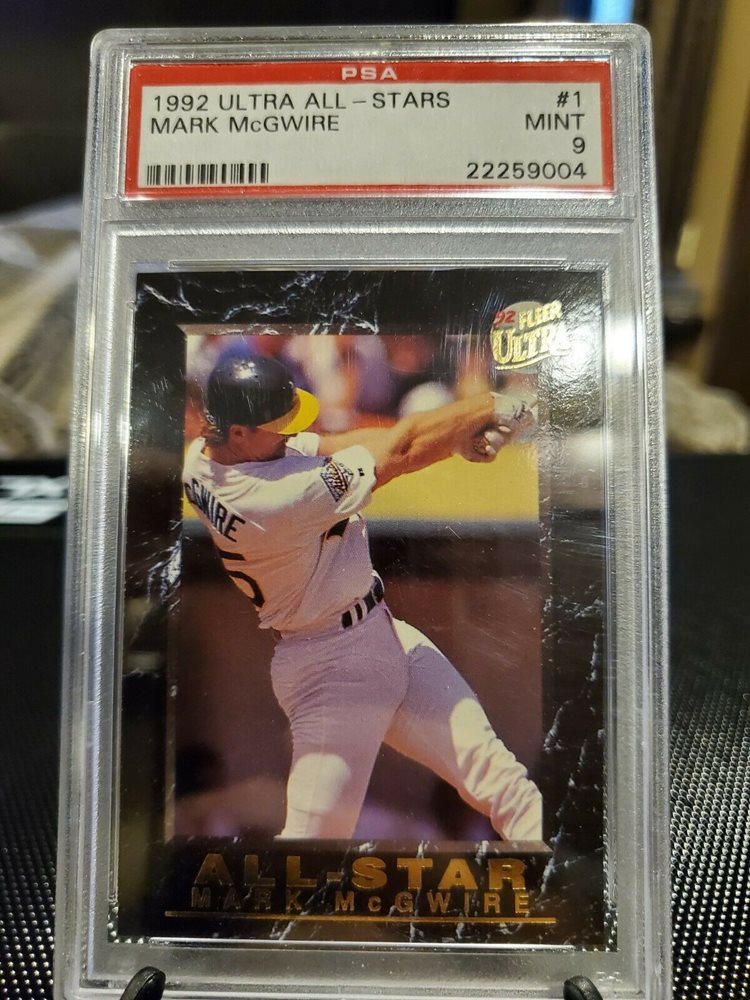 PSA
1992 ULTRA ALL-STARS #1
MARK McGWIRE MINT
9
22259004
92 FLEER
ULTRA
GWIRE
ALL-STAR
MARK McGWIRE